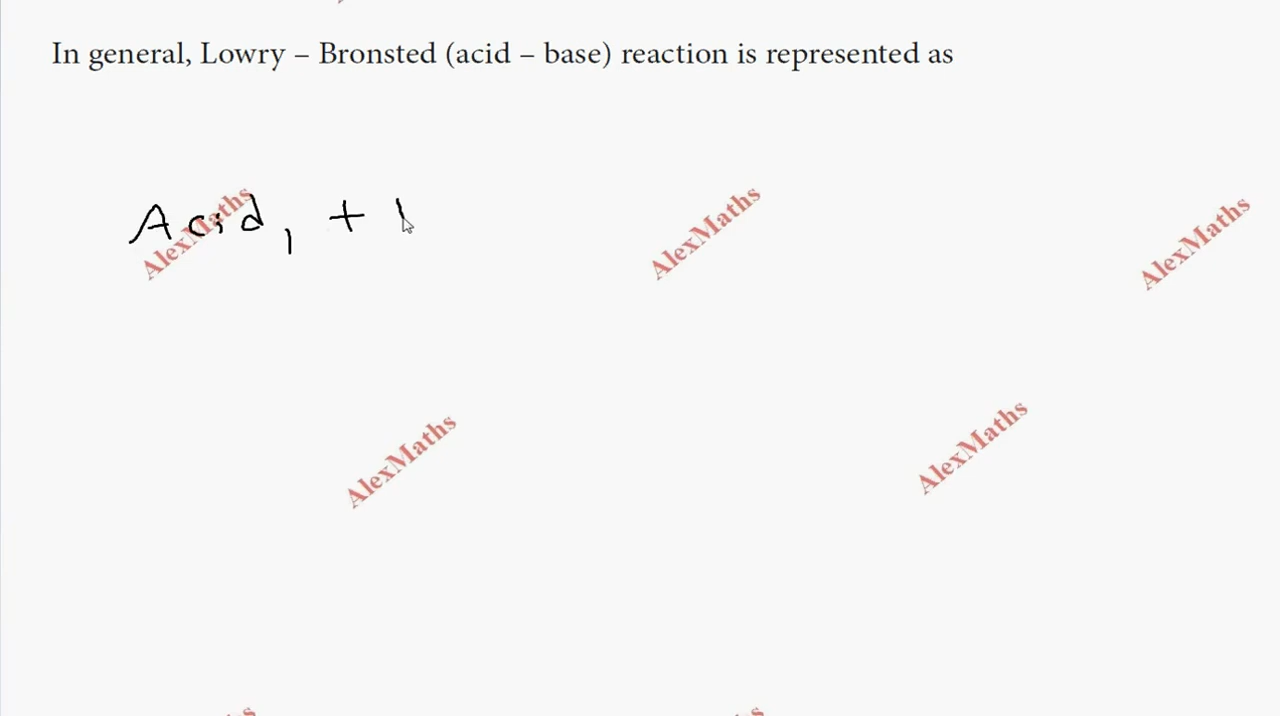 In general, Lowry – Bronsted (acid – base) reaction is represented as
Acid₁ +
AlexMaths
AlexMaths
AlexMaths
AlexMaths
AlexMaths